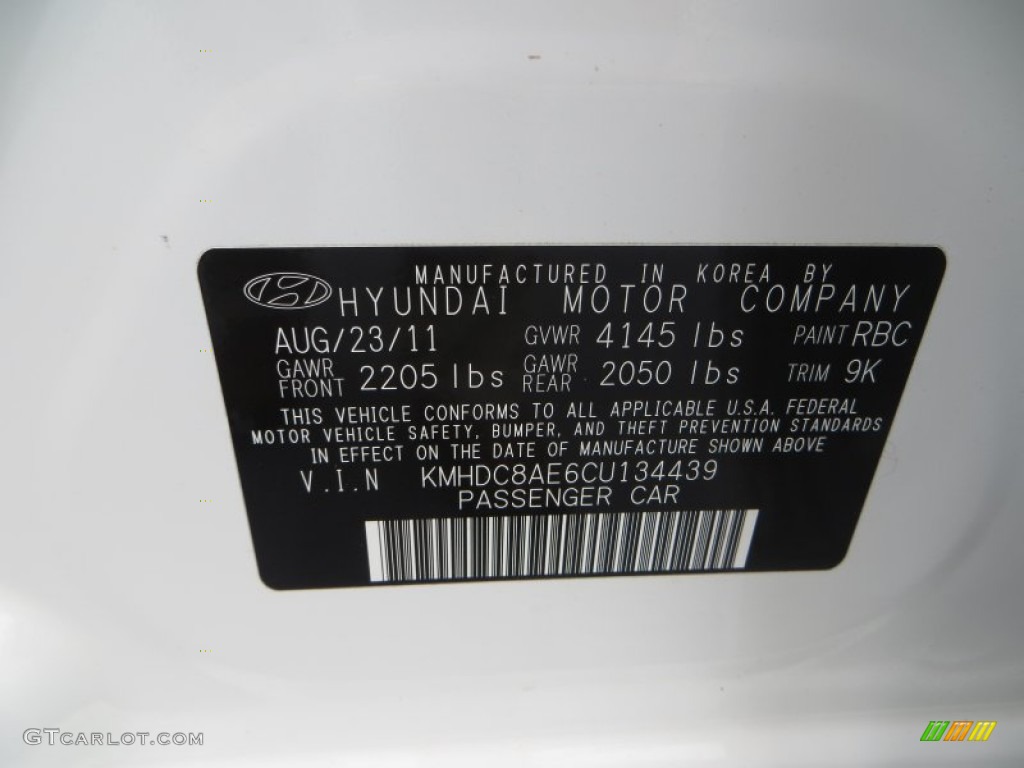 MANUFACTURED IN KOREA BY
HYUNDAI MOTOR COMPANY
AUG/23/11 GVWR 4145 lbs PAINT RBC
GAWR FRONT 2205 lbs GAWR REAR 2050 lbs TRIM 9K
THIS VEHICLE CONFORMS TO ALL APPLICABLE U.S.A. FEDERAL
MOTOR VEHICLE SAFETY, BUMPER, AND THEFT PREVENTION STANDARDS
IN EFFECT ON THE DATE OF MANUFACTURE SHOWN ABOVE
V.I.N KMHDC8AE6CU134439
PASSENGER CAR
GTCARLOT.COM